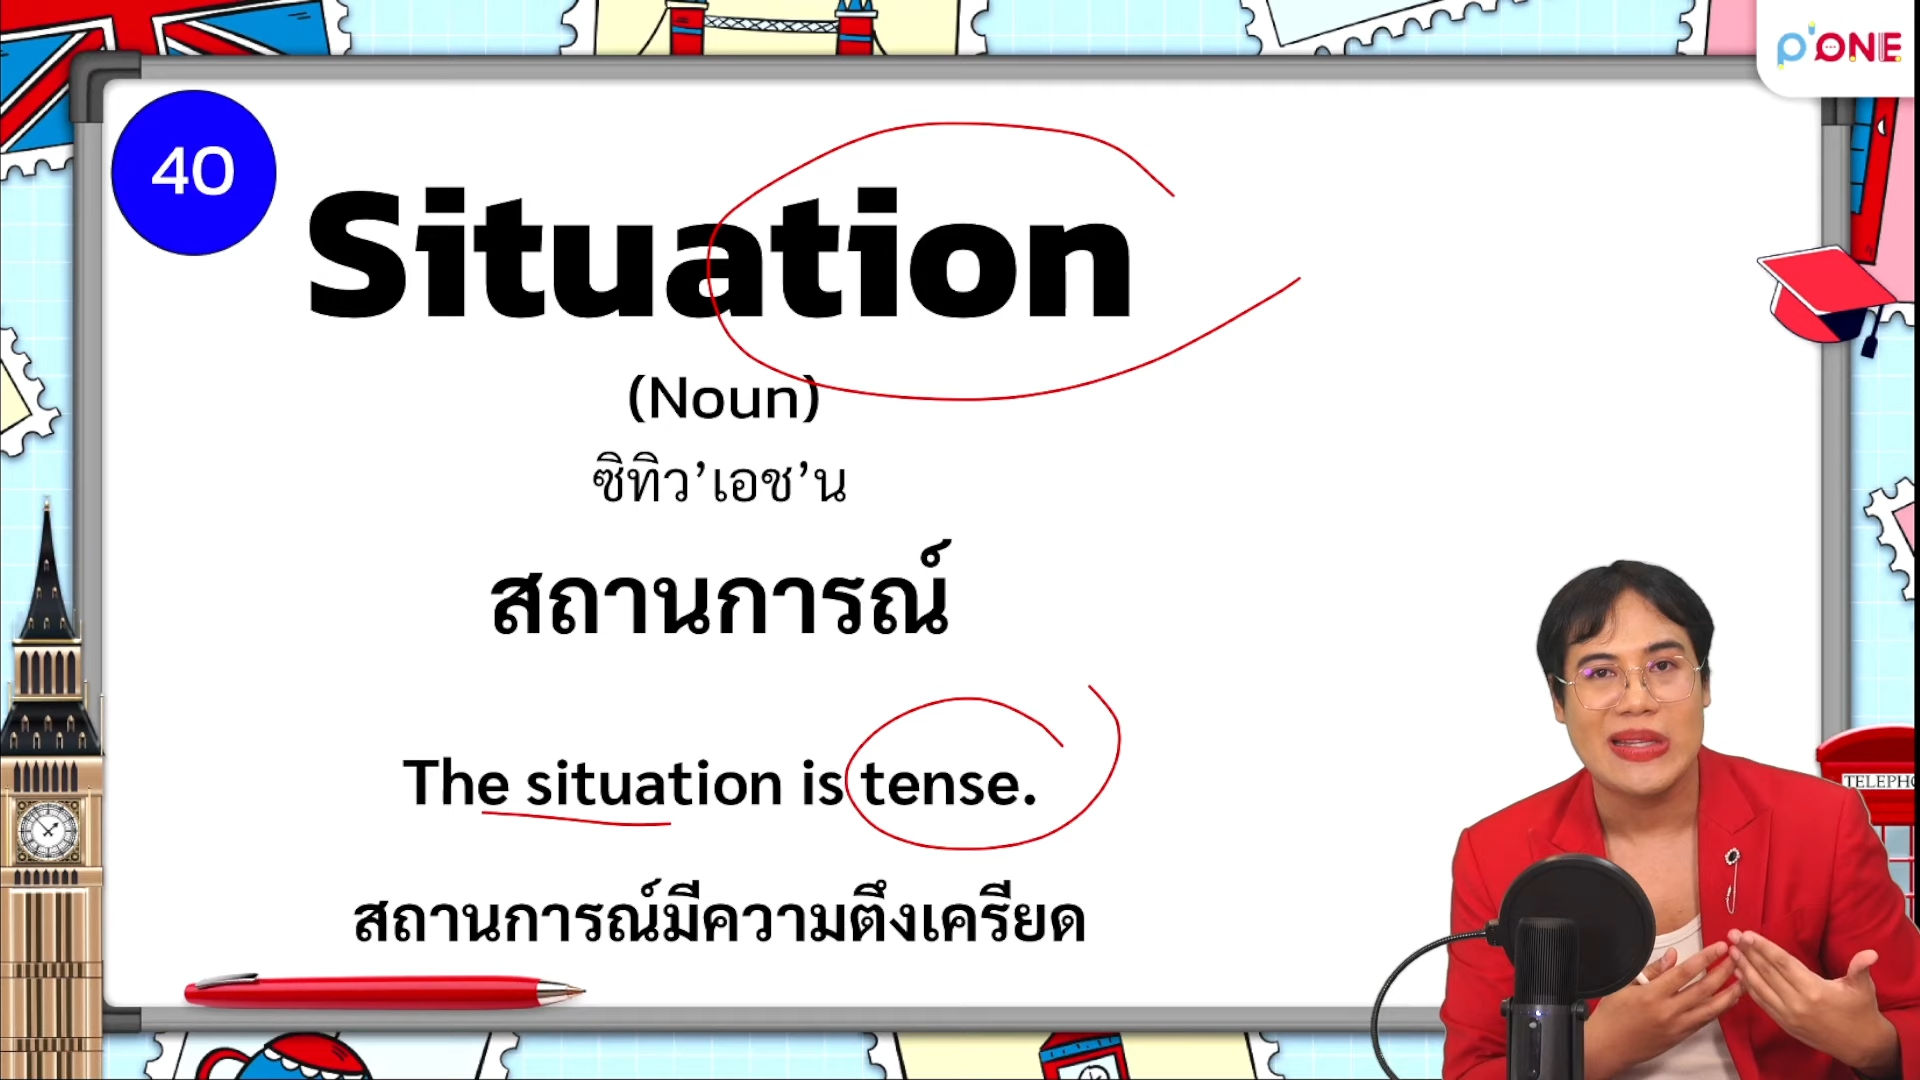 P'ONE
40
Situation
(Noun)
ซิทิว’เอช’น
สถานการณ์
The situation is tense.
สถานการณ์มีความตึงเครียด
TELEPHO